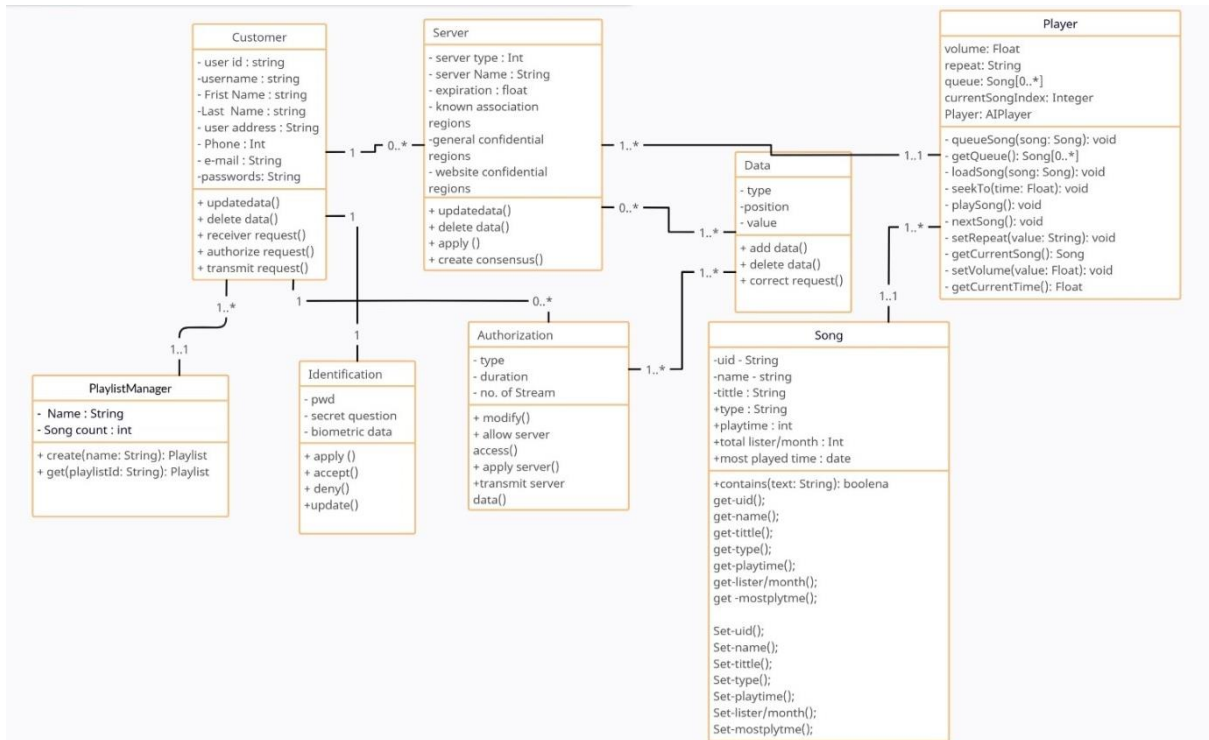 Customer
- user id : string
-username : string
- Frist Name : string
-Last Name : string
- user address : String
- Phone : Int
- e-mail : String
-passwords: String
+ updatedata()
+ delete data()
+ receiver request()
+ authorize request()
+ transmit request()
1
0..*
1
1
1
0..*
1..*
1..1
Server
- server type : Int
- server Name : String
- expiration : float
- known association
regions
-general confidential
regions
- website confidential
regions
+ updatedata()
+ delete data()
+ apply ()
+ create consensus()
1..*
1..1
0..*
1..*
Data
- type
-position
- value
+ add data()
+ delete data()
+ correct request()
1..*
1..*
Player
volume: Float
repeat: String
queue: Song[0..*]
currentSongIndex: Integer
Player: AIPlayer
- queueSong(song: Song): void
- getQueue(): Song[0..*]
- loadSong(song: Song): void
- seekTo(time: Float): void
- playSong(): void
- nextSong(): void
- setRepeat(value: String): void
- getCurrentSong(): Song
- setVolume(value: Float): void
- getCurrentTime(): Float
1..*
1..1
PlaylistManager
- Name : String
- Song count : int
+ create(name: String): Playlist
+ get(playlistId: String): Playlist
Identification
- pwd
- secret question
- biometric data
+ apply ()
+ accept()
+ deny()
+update()
Authorization
- type
- duration
- no. of Stream
+ modify()
+ allow server
access()
+ apply server()
+transmit server
data()
Song
-uid - String
-name - string
-tittle : String
+type : String
+playtime : int
+total lister/month : Int
+most played time : date
+contains(text: String): boolena
get-uid();
get-name();
get-tittle();
get-type();
get-playtime();
get-lister/month();
get -mostplytme();
Set-uid();
Set-name();
Set-tittle();
Set-type();
Set-playtime();
Set-lister/month();
Set-mostplytme();